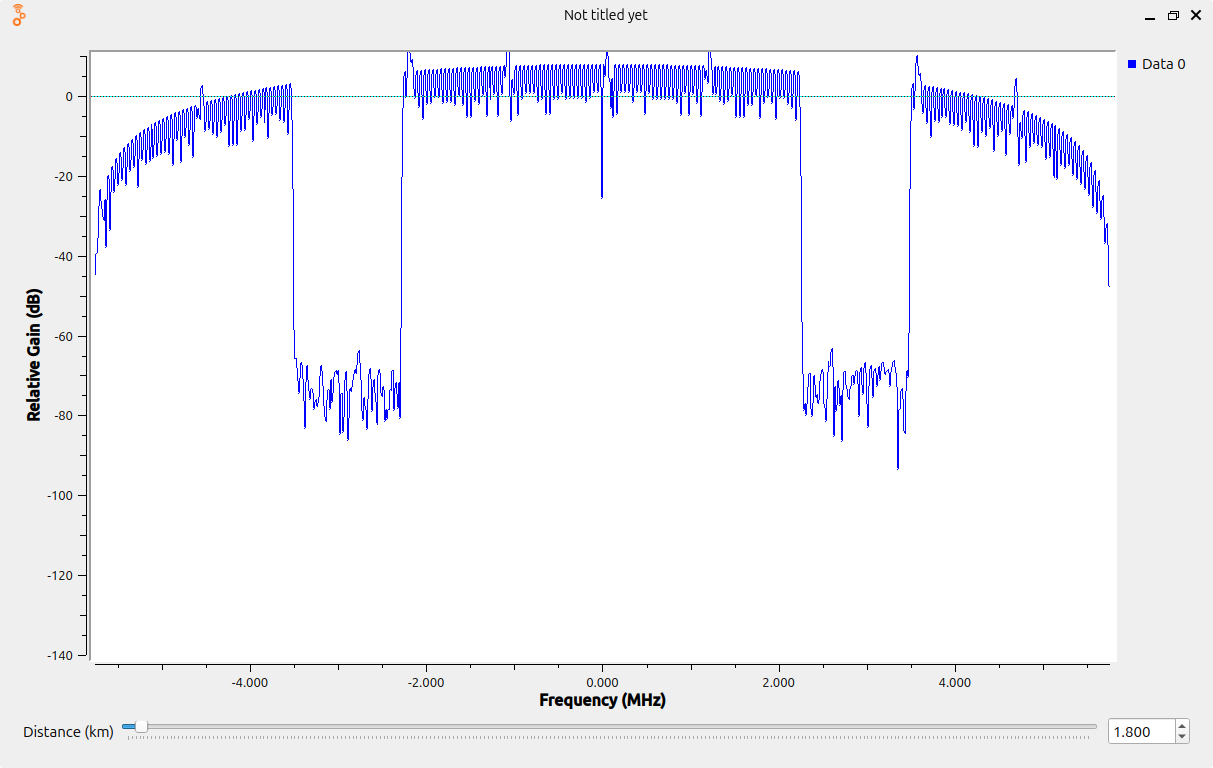 Not titled yet
Data 0
0
-20
-40
-60
-80
-100
-120
-140
Relative Gain (dB)
-4.000 -2.000 0.000 2.000 4.000
Frequency (MHz)
Distance (km) 1.800